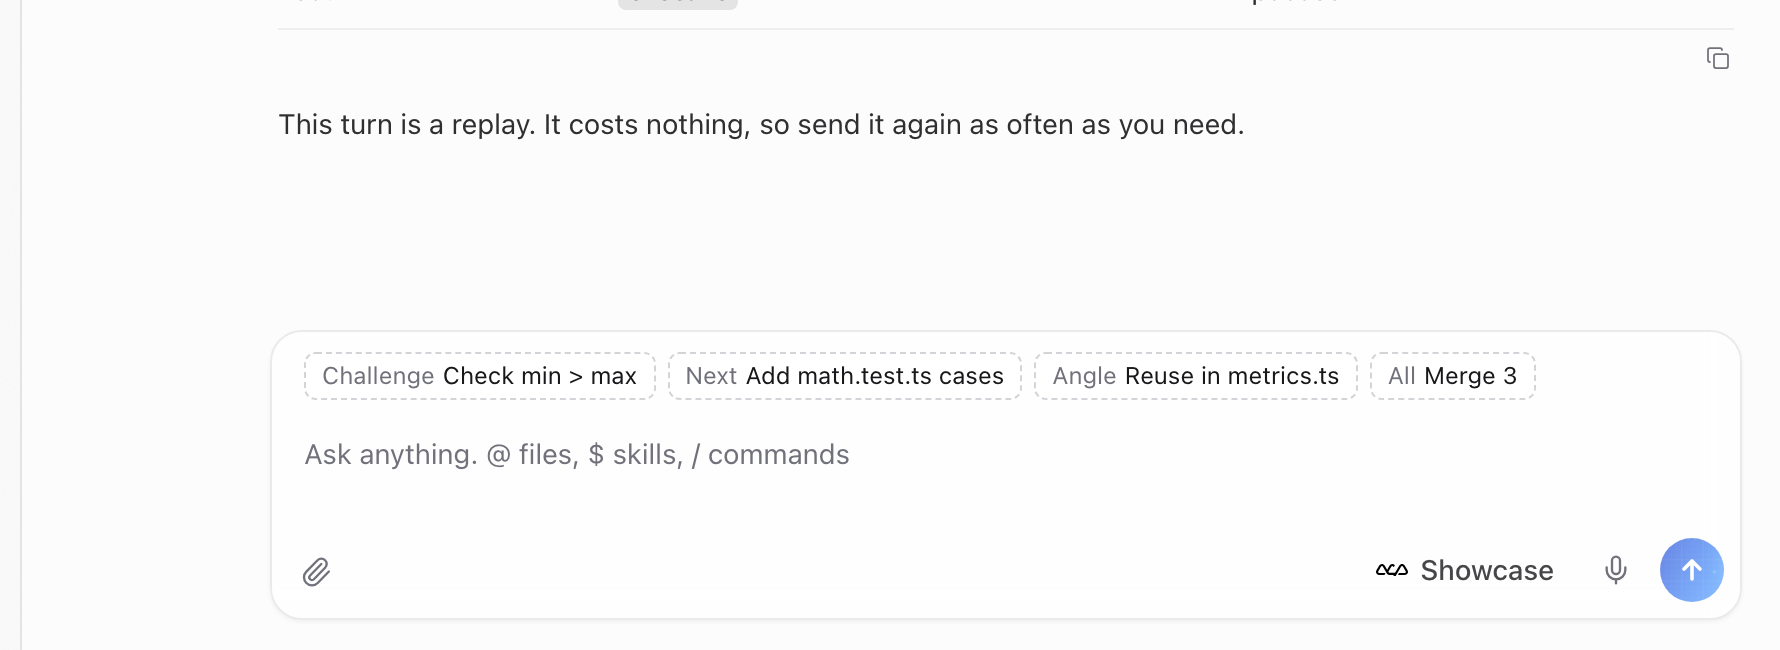 This turn is a replay. It costs nothing, so send it again as often as you need.
Challenge Check min > max
Next Add math.test.ts cases
Angle Reuse in metrics.ts
All Merge 3
Ask anything. @ files, $ skills, / commands
Showcase